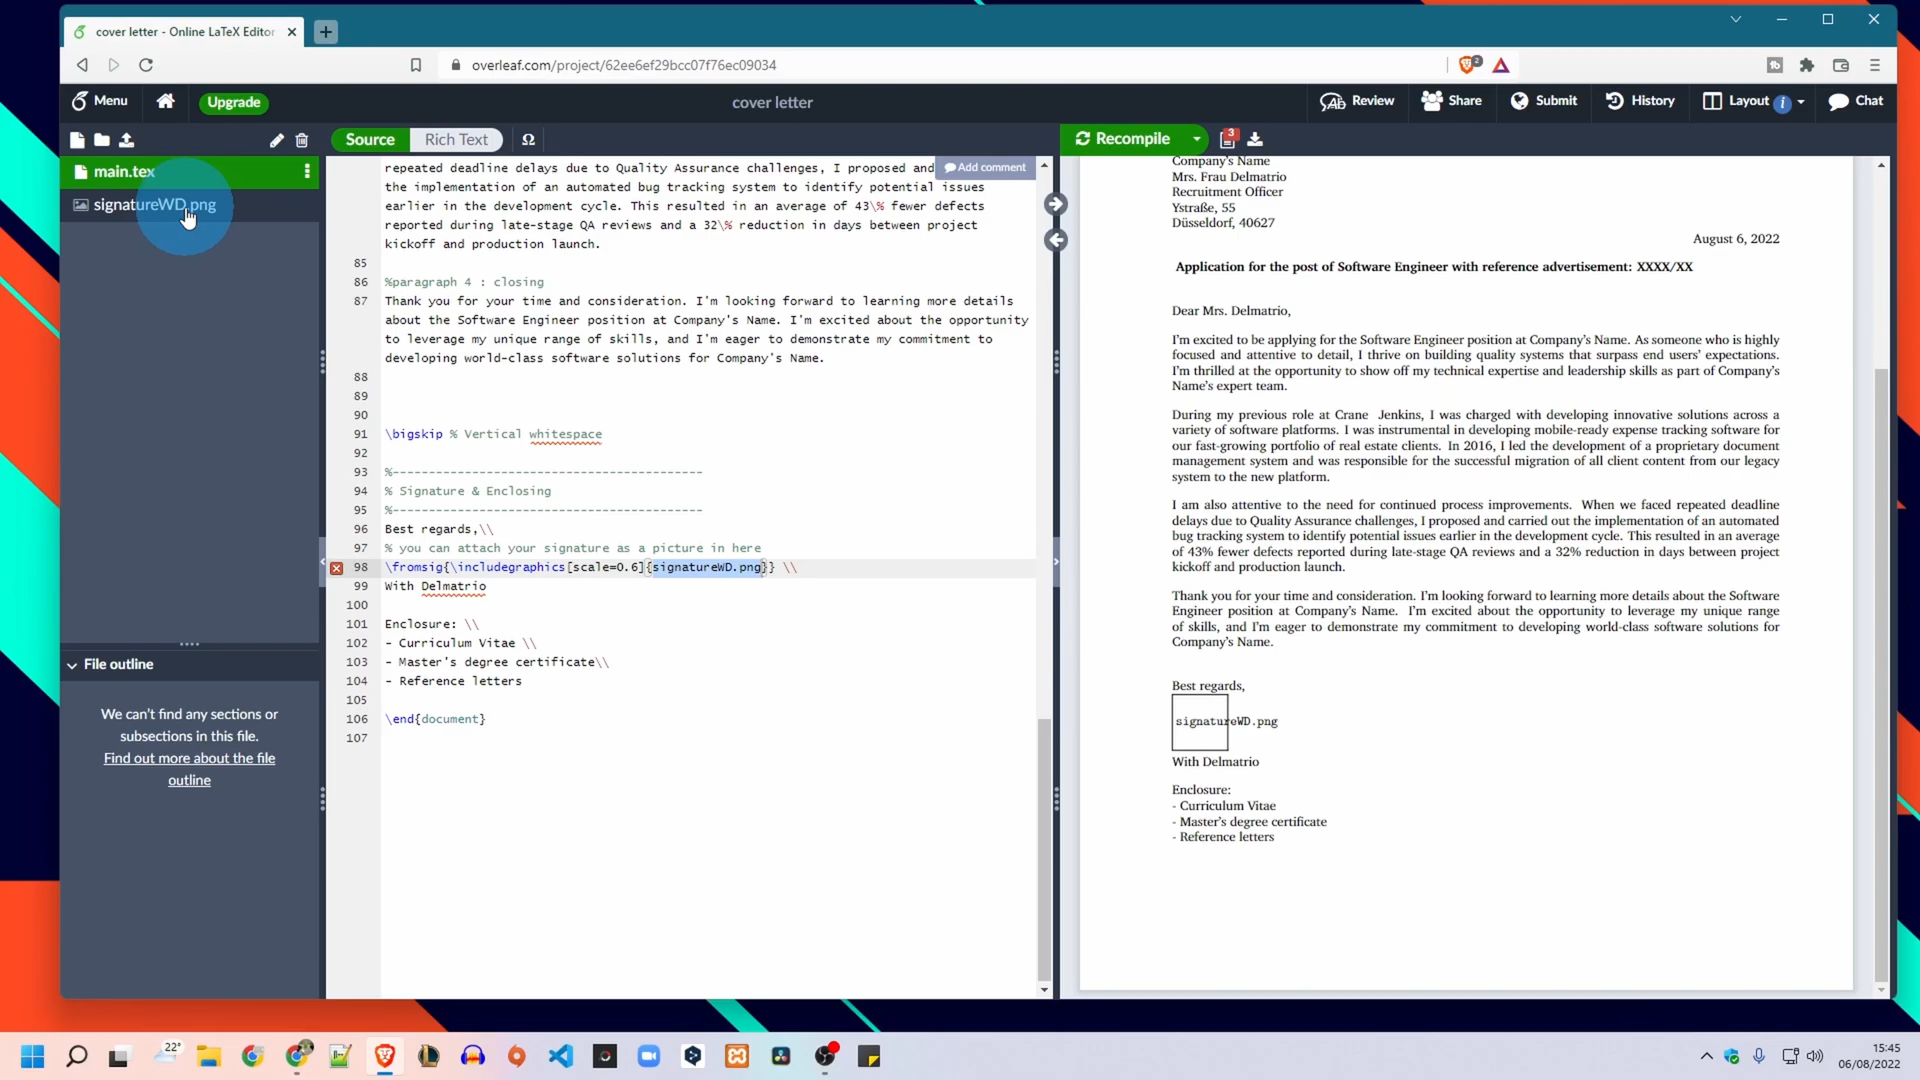 cover letter - Online LaTeX Editor
overleaf.com/project/62ee6ef29bcc07f76ec09034
2
Menu
Upgrade
cover letter
Review
Share
Submit
History
Layout
i
Chat
Source
Rich Text
Ω
Recompile
3
main.tex
signatureWD.png
File outline
We can't find any sections or
subsections in this file.
Find out more about the file
outline
Add comment
repeated deadline delays due to Quality Assurance challenges, I proposed and
the implementation of an automated bug tracking system to identify potential issues
earlier in the development cycle. This resulted in an average of 43\% fewer defects
reported during late-stage QA reviews and a 32\% reduction in days between project
kickoff and production launch.
85
86 %paragraph 4 : closing
87 Thank you for your time and consideration. I'm looking forward to learning more details
about the Software Engineer position at Company's Name. I'm excited about the opportunity
to leverage my unique range of skills, and I'm eager to demonstrate my commitment to
developing world-class software solutions for Company's Name.
88
89
90
91 \bigskip % Vertical whitespace
92
93 %-------------------------------------------
94 % Signature & Enclosing
95 %-------------------------------------------
96 Best regards,\\
97 % you can attach your signature as a picture in here
98 \fromsig{\includegraphics[scale=0.6]{signatureWD.png}} \\
99 With Delmatrio
100
101 Enclosure: \\
102 - Curriculum Vitae \\
103 - Master's degree certificate\\
104 - Reference letters
105
106 \end{document}
107
Company's Name
Mrs. Frau Delmatrio
Recruitment Officer
Ystraße, 55
Düsseldorf, 40627
August 6, 2022
Application for the post of Software Engineer with reference advertisement: XXXX/XX
Dear Mrs. Delmatrio,
I'm excited to be applying for the Software Engineer position at Company's Name. As someone who is highly
focused and attentive to detail, I thrive on building quality systems that surpass end users' expectations.
I'm thrilled at the opportunity to show off my technical expertise and leadership skills as part of Company's
Name's expert team.
During my previous role at Crane Jenkins, I was charged with developing innovative solutions across a
variety of software platforms. I was instrumental in developing mobile-ready expense tracking software for
our fast-growing portfolio of real estate clients. In 2016, I led the development of a proprietary document
management system and was responsible for the successful migration of all client content from our legacy
system to the new platform.
I am also attentive to the need for continued process improvements. When we faced repeated deadline
delays due to Quality Assurance challenges, I proposed and carried out the implementation of an automated
bug tracking system to identify potential issues earlier in the development cycle. This resulted in an average
of 43% fewer defects reported during late-stage QA reviews and a 32% reduction in days between project
kickoff and production launch.
Thank you for your time and consideration. I'm looking forward to learning more details about the Software
Engineer position at Company's Name. I'm excited about the opportunity to leverage my unique range
of skills, and I'm eager to demonstrate my commitment to developing world-class software solutions for
Company's Name.
Best regards,
signatureWD.png
With Delmatrio
Enclosure:
- Curriculum Vitae
- Master's degree certificate
- Reference letters
22°
15:45
06/08/2022